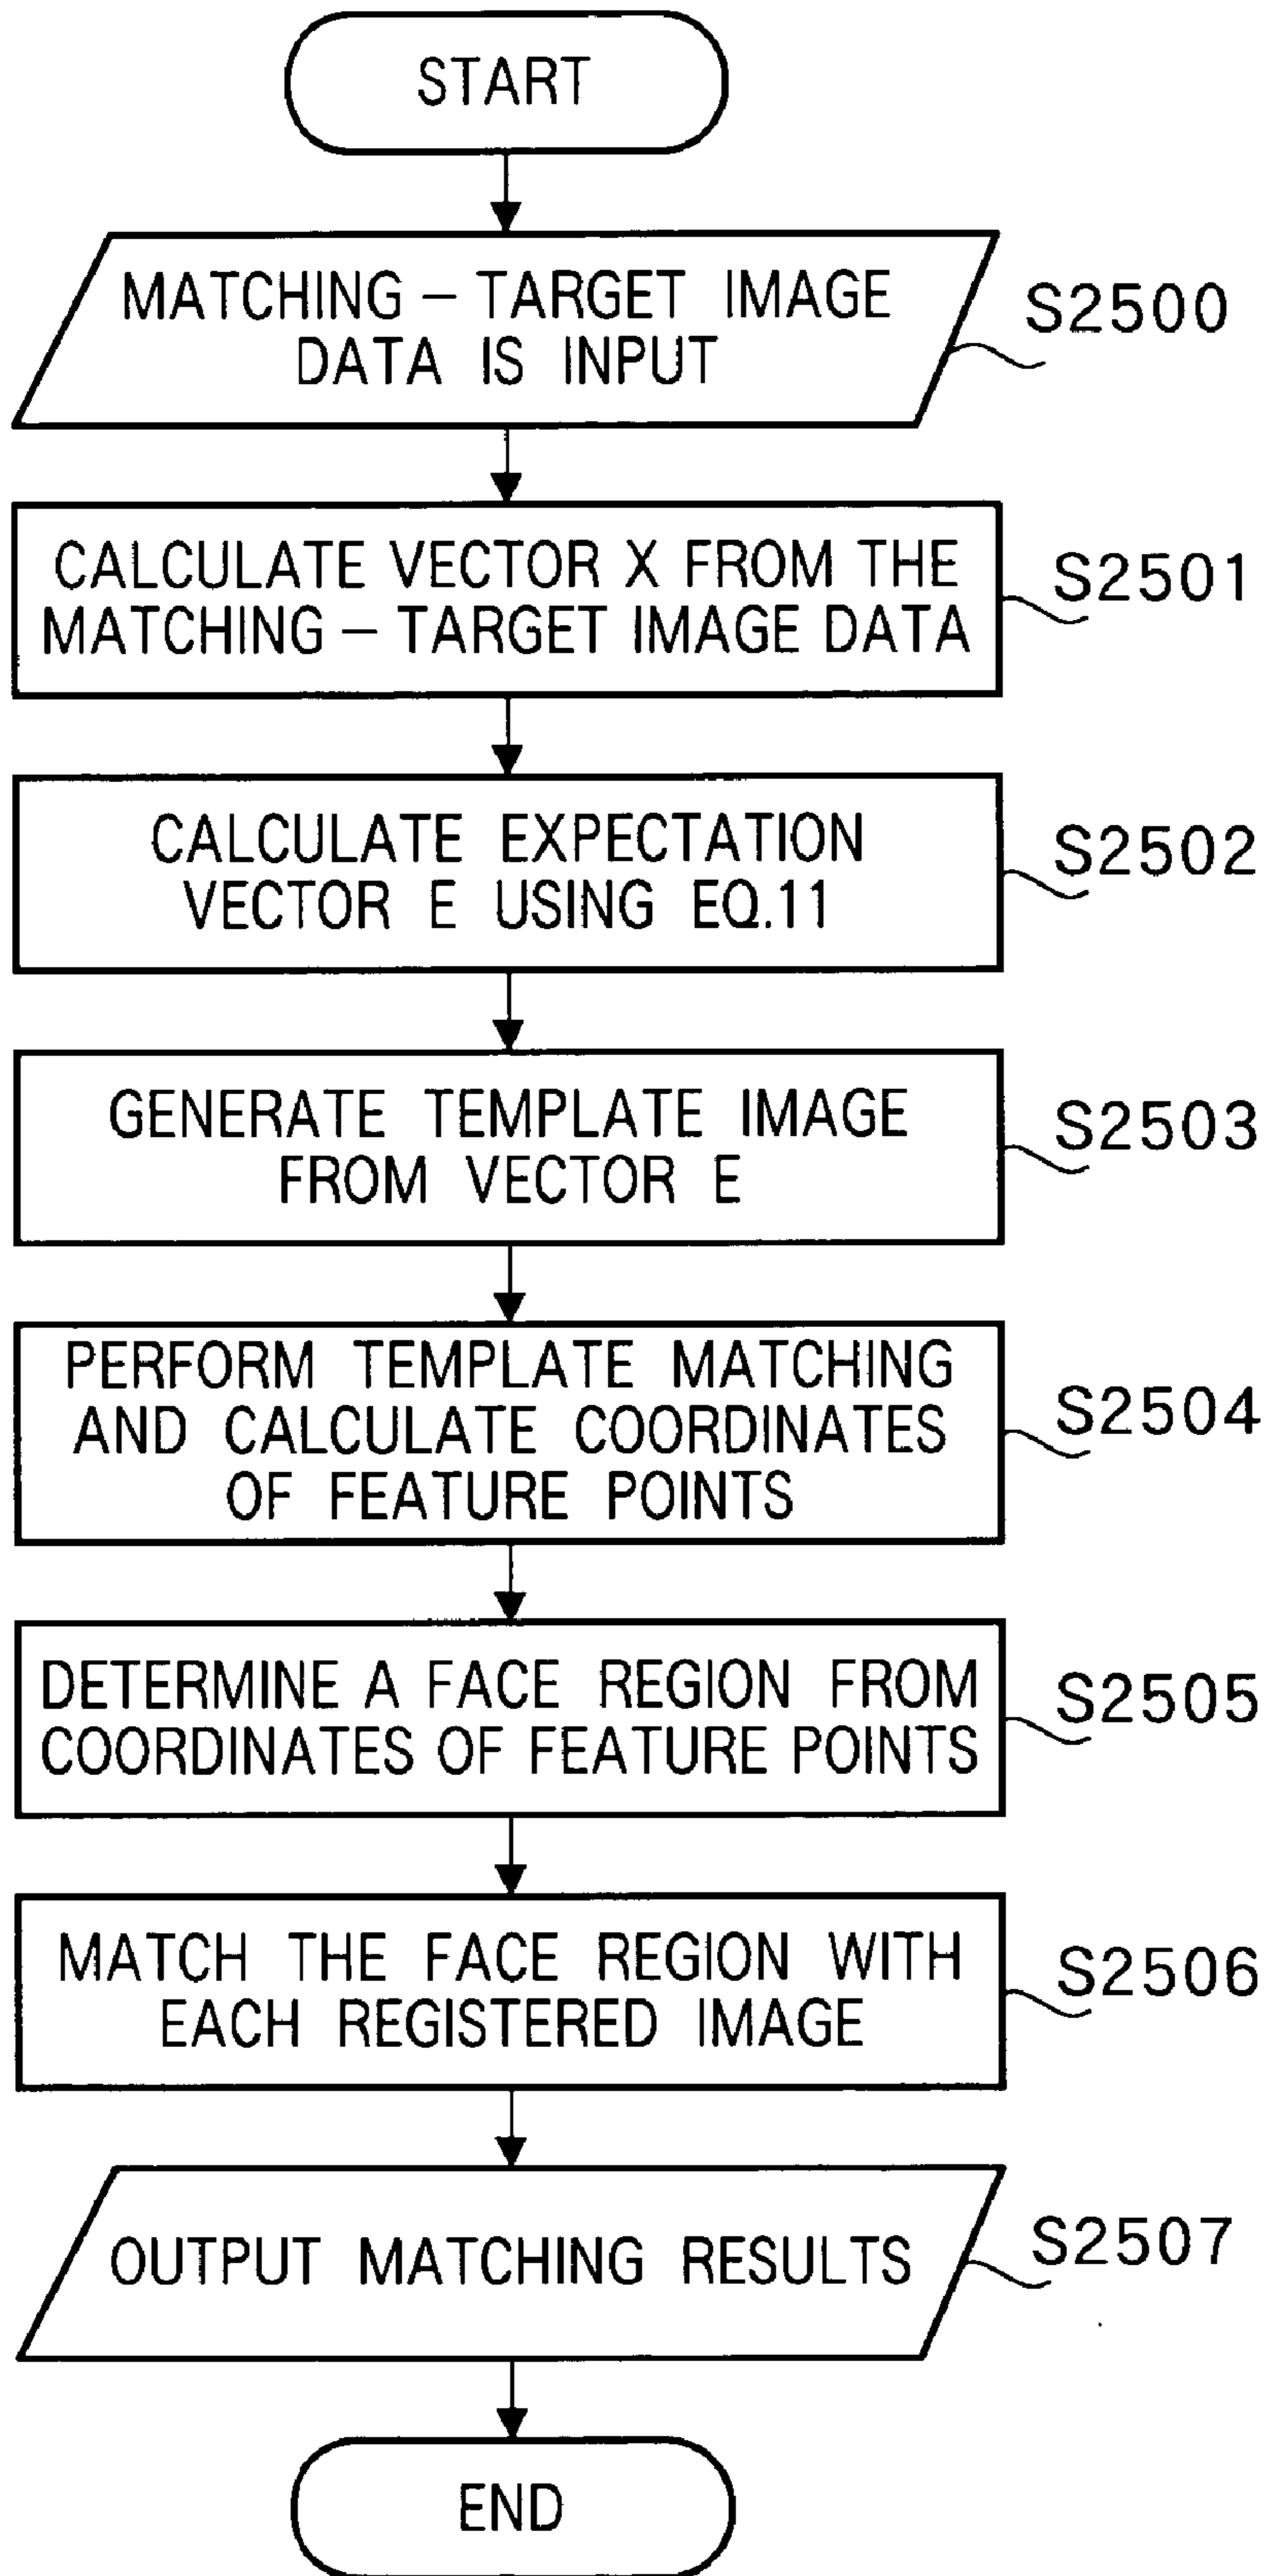 START
MATCHING – TARGET IMAGE
DATA IS INPUT
S2500
CALCULATE VECTOR X FROM THE
MATCHING – TARGET IMAGE DATA
S2501
CALCULATE EXPECTATION
VECTOR E USING EQ.11
S2502
GENERATE TEMPLATE IMAGE
FROM VECTOR E
S2503
PERFORM TEMPLATE MATCHING
AND CALCULATE COORDINATES
OF FEATURE POINTS
S2504
DETERMINE A FACE REGION FROM
COORDINATES OF FEATURE POINTS
S2505
MATCH THE FACE REGION WITH
EACH REGISTERED IMAGE
S2506
OUTPUT MATCHING RESULTS
S2507
END